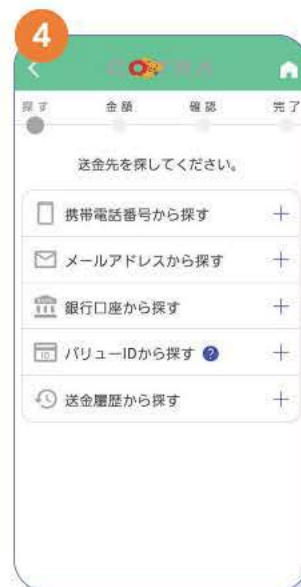 4
探す 金額 確認 完了
送金先を探してください。
携帯電話番号から探す
メールアドレスから探す
銀行口座から探す
ID バリューIDから探す ?
送金履歴から探す